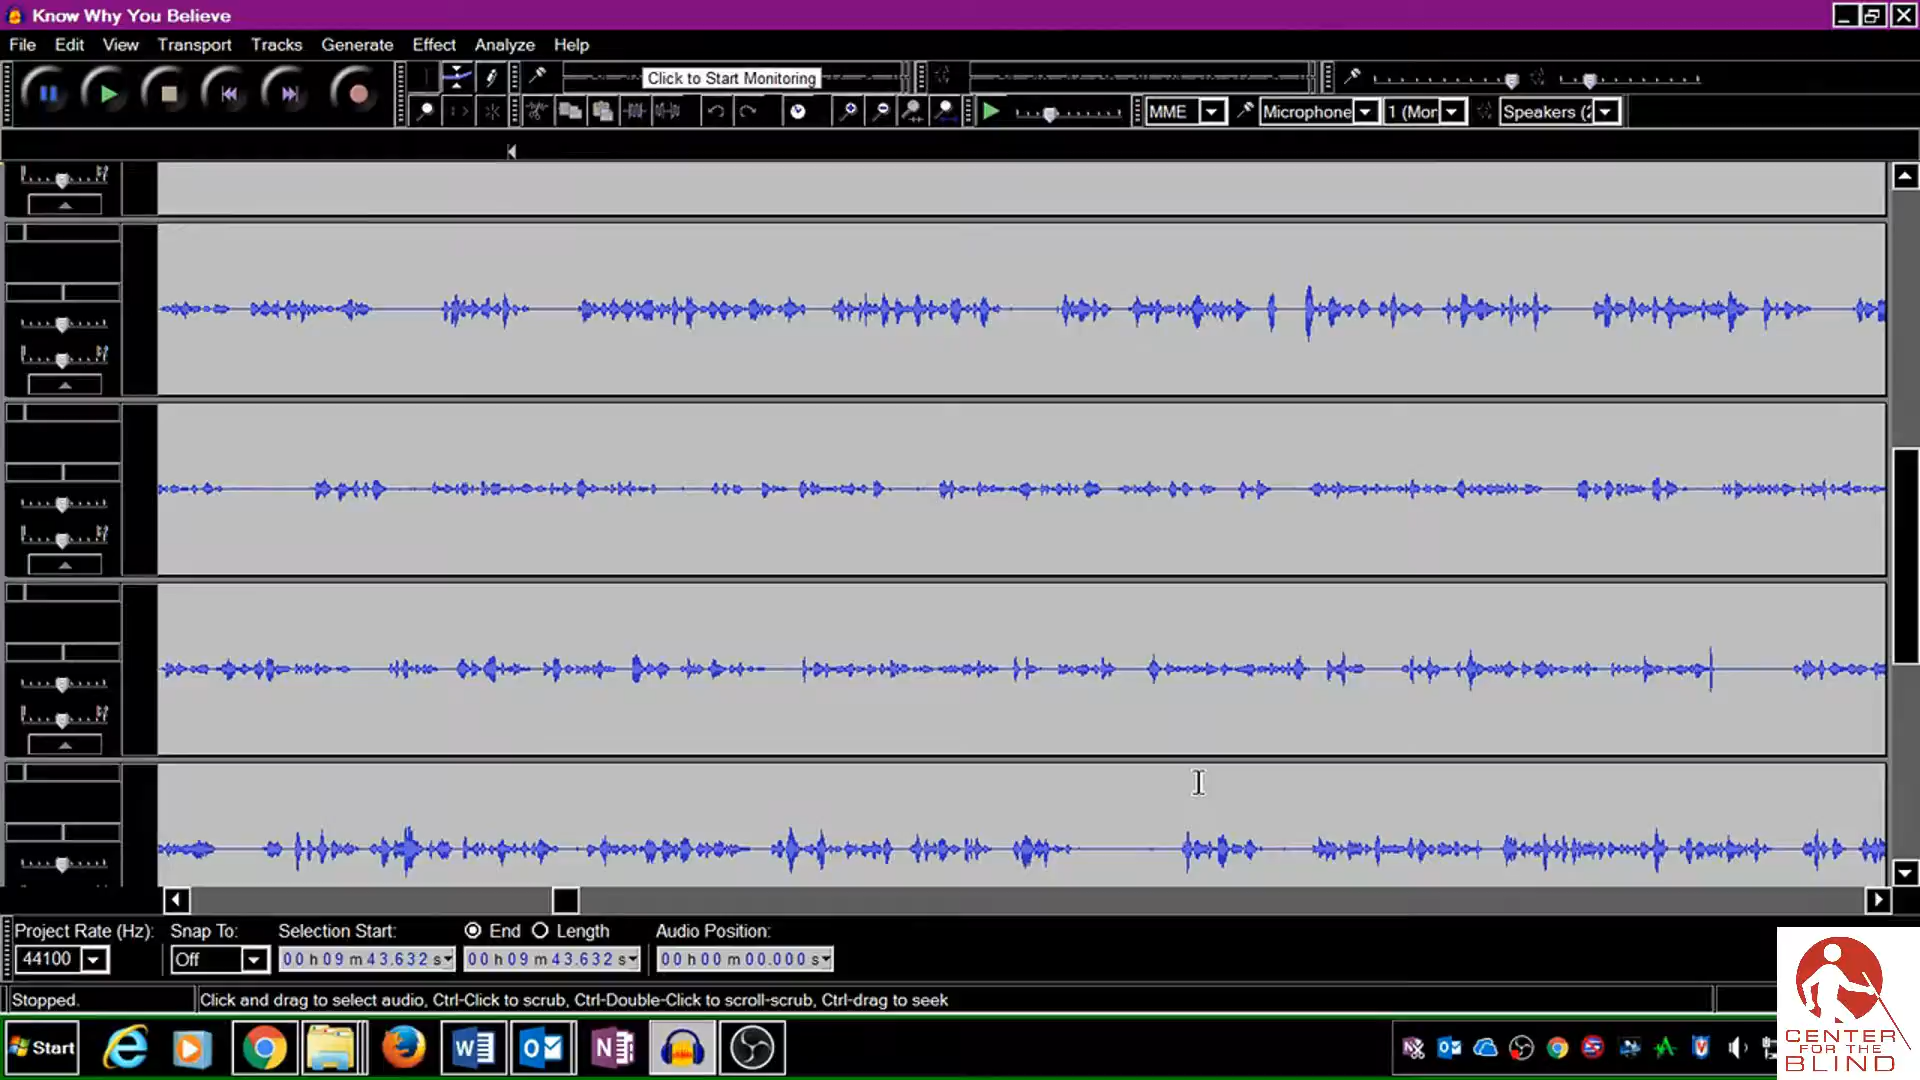 Know Why You Believe
File Edit View Transport Tracks Generate Effect Analyze Help
Click to Start Monitoring
MME Microphone 1 (Mor Speakers (2
Project Rate (Hz): Snap To: Selection Start: End Length Audio Position:
44100 Off 00 h 09 m 43.632 s 00 h 09 m 43.632 s 00 h 00 m 00.000 s
Stopped. Click and drag to select audio, Ctrl-Click to scrub, Ctrl-Double-Click to scroll-scrub, Ctrl-drag to seek
Start
CENTER
FOR THE
BLIND